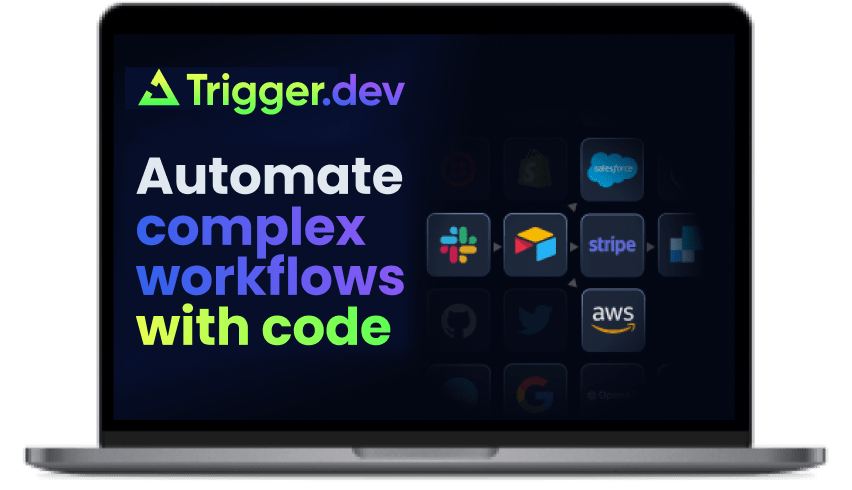 Trigger.dev
Automate
complex
workflows
with code
salesforce
stripe
aws